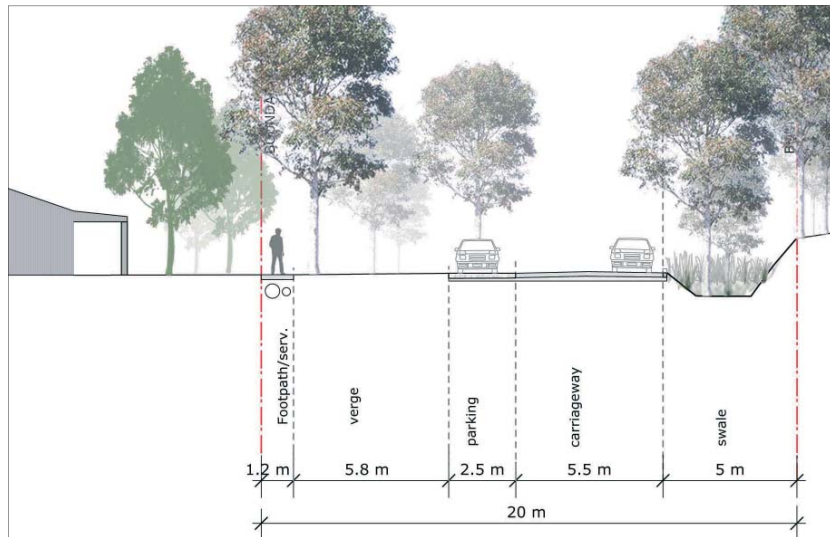 Footpath/serv.
verge
parking
carriageway
swale
1.2 m
5.8 m
2.5 m
5.5 m
5 m
20 m